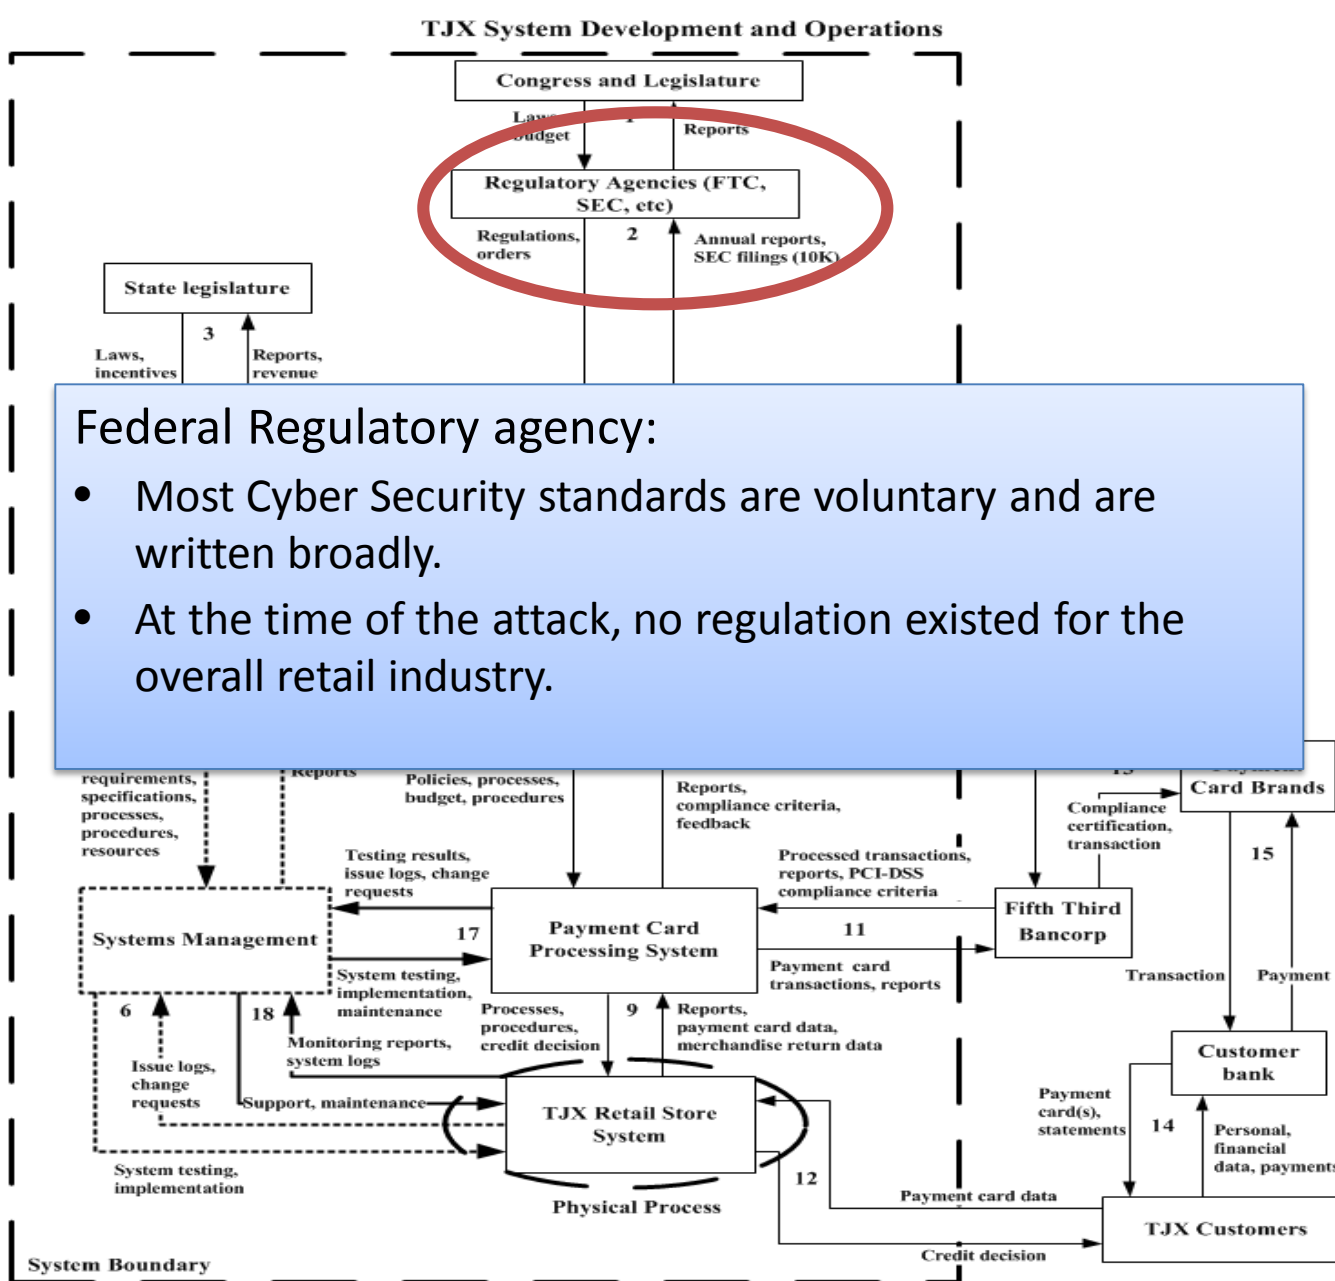 TJX System Development and Operations
Congress and Legislature
Laws,
budget
Reports
Regulatory Agencies (FTC,
SEC, etc)
Regulations,
orders
2
Annual reports,
SEC filings (10K)
State legislature
3
Laws,
incentives
Reports,
revenue
Federal Regulatory agency:
• Most Cyber Security standards are voluntary and are
written broadly.
• At the time of the attack, no regulation existed for the
overall retail industry.
requirements,
specifications,
processes,
procedures,
resources
Reports
Policies, processes,
budget, procedures
Reports,
compliance criteria,
feedback
Card Brands
Compliance
certification,
transaction
15
Testing results,
issue logs, change
requests
Processed transactions,
reports, PCI-DSS
compliance criteria
Systems Management
17
Payment Card
Processing System
11
Fifth Third
Bancorp
System testing,
implementation,
maintenance
Payment card
transactions, reports
Transaction
Payment
6
18
Processes,
procedures,
credit decision
9
Reports,
payment card data,
merchandise return data
Monitoring reports,
system logs
Issue logs,
change
requests
Support, maintenance
TJX Retail Store
System
Customer
bank
Payment
card(s),
statements
14
Personal,
financial
data, payments
System testing,
implementation
12
Physical Process
Payment card data
TJX Customers
Credit decision
System Boundary